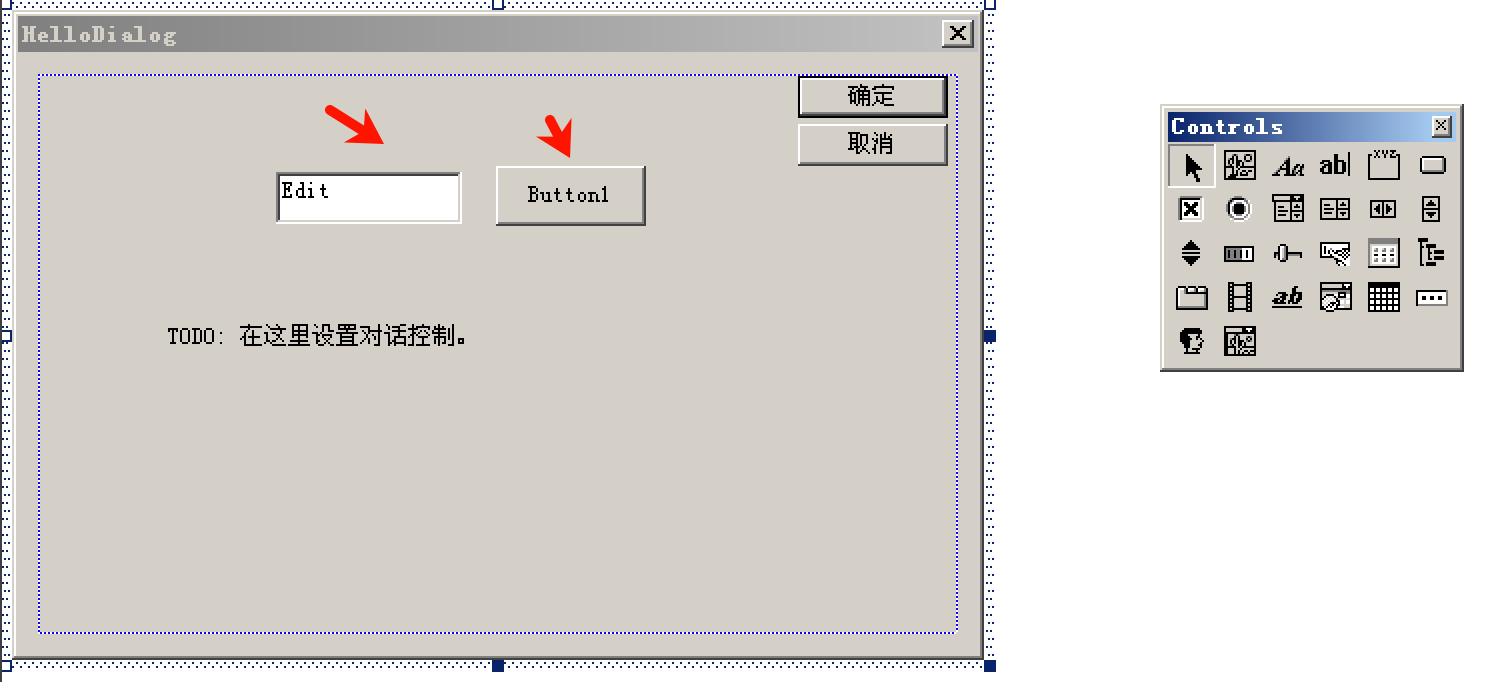 HelloDialog
确定
取消
Edit
Button1
TODO: 在这里设置对话控制。
Controls
Aa
ab|
XYZ
ab